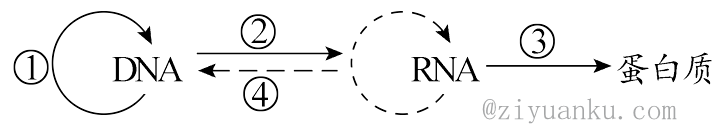 ① DNA ② ④ RNA ③ 蛋白质
@ziyuanku.com